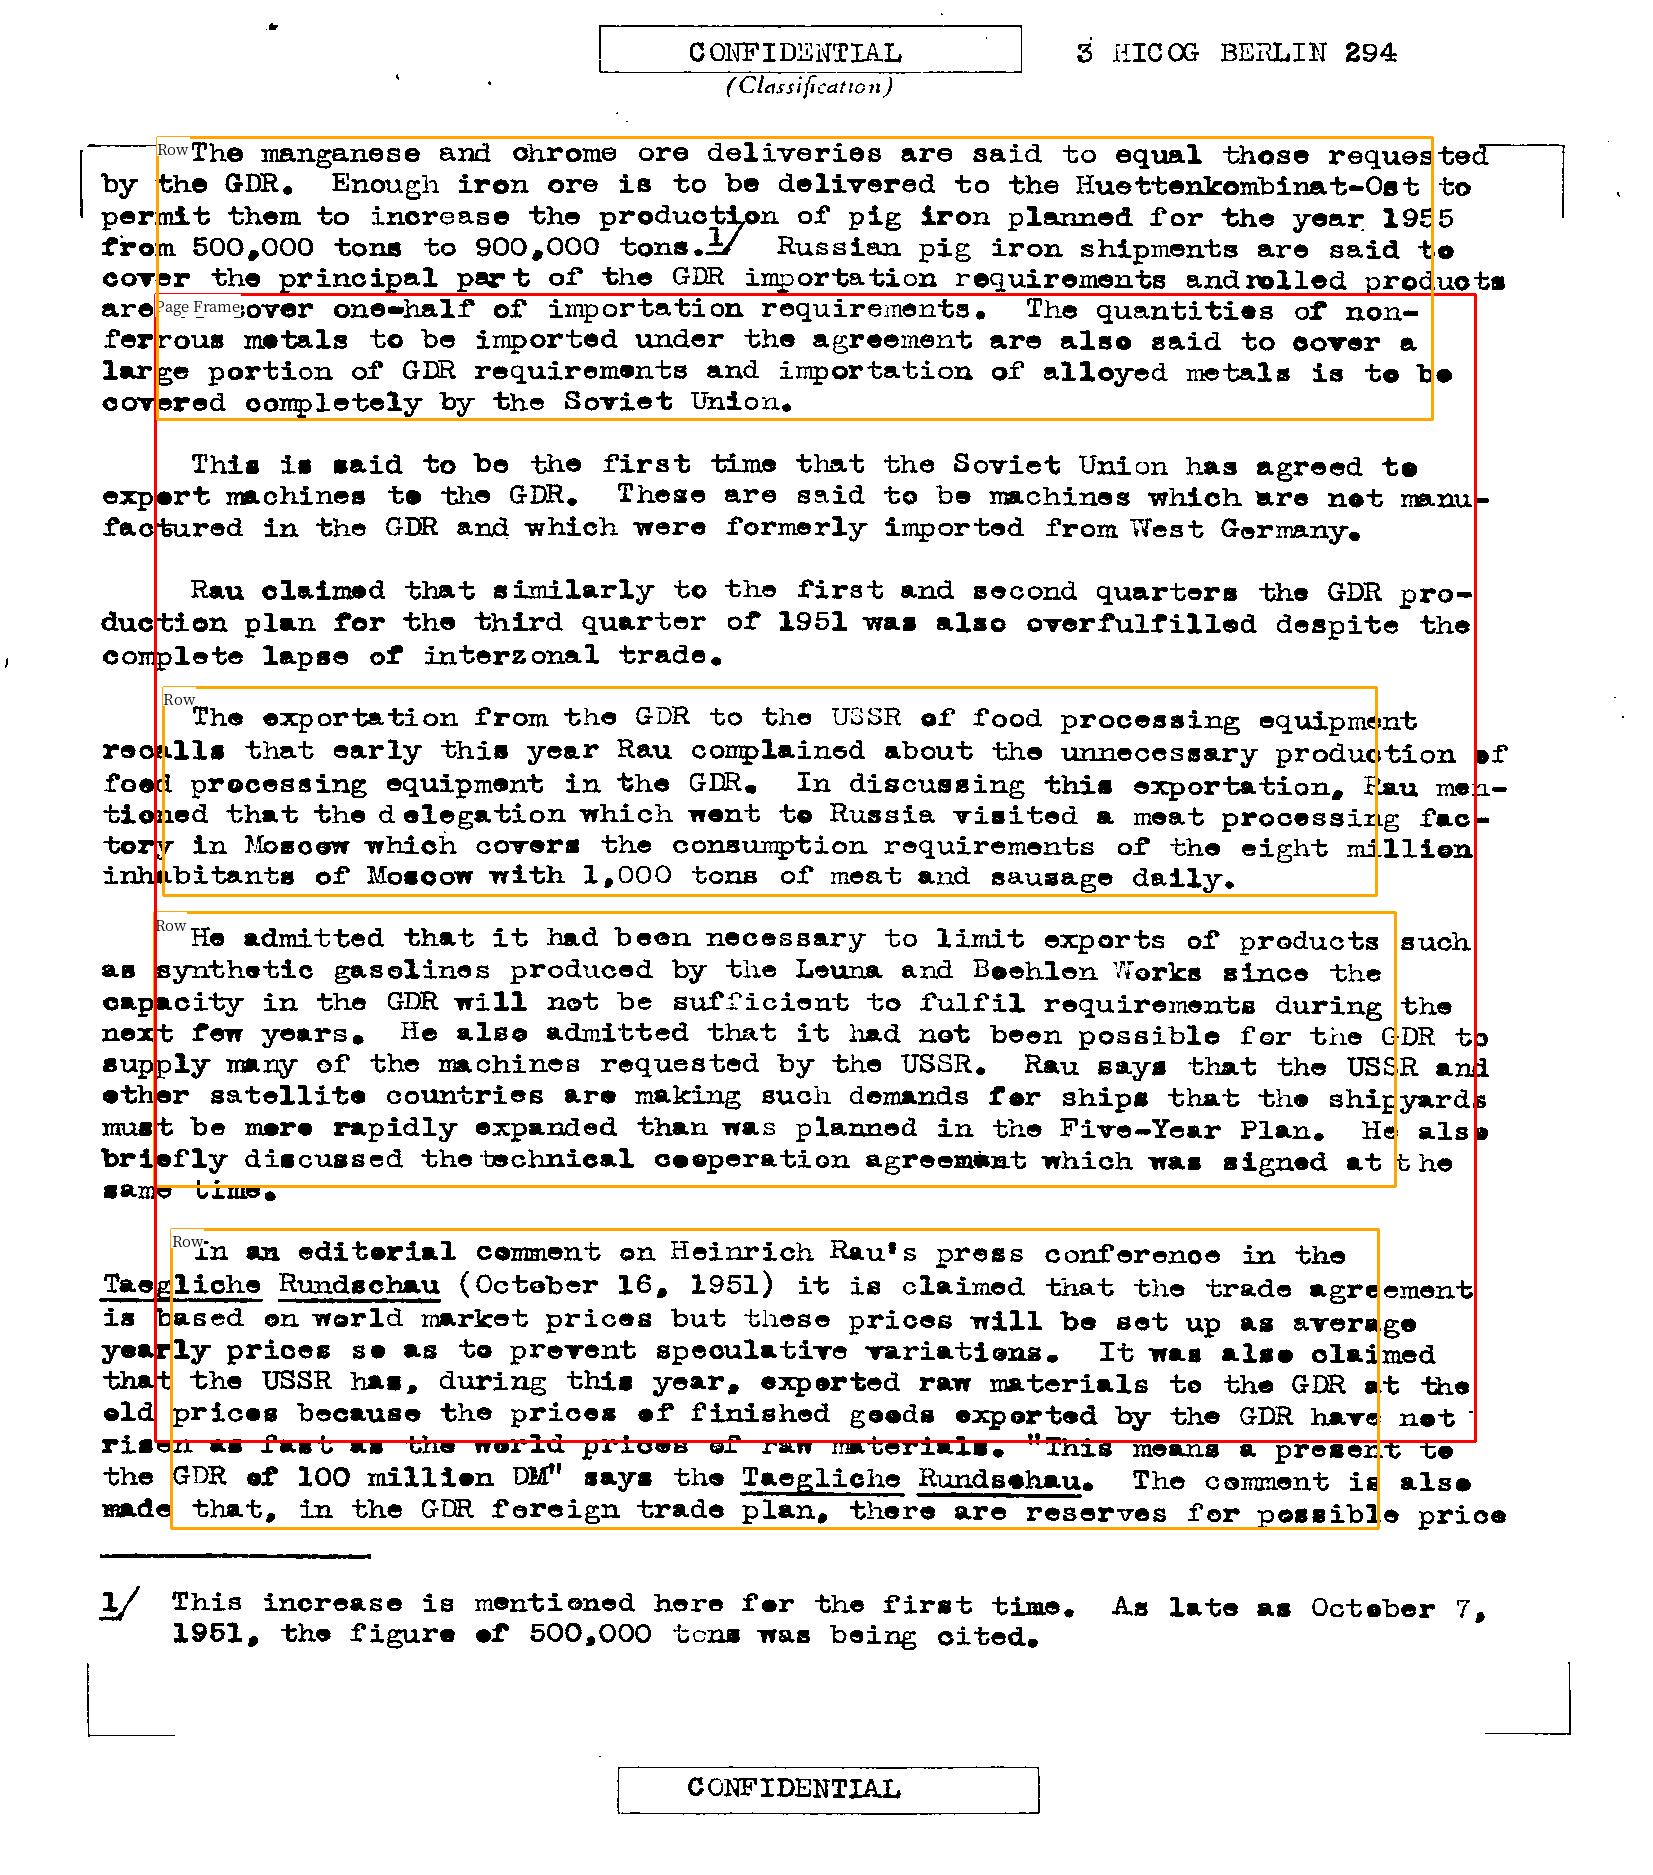 CONFIDENTIAL
3 HICOG BERLIN 294
(Classification)
Row The manganese and chrome ore deliveries are said to equal those requested
by the GDR. Enough iron ore is to be delivered to the Huettenkombinat-Ost to
permit them to increase the production of pig iron planned for the year 1955
from 500,000 tons to 900,000 tons.1/ Russian pig iron shipments are said to
cover the principal part of the GDR importation requirements and rolled products
are Page Frame cover one-half of importation requirements. The quantities of non-
ferrous metals to be imported under the agreement are also said to cover a
large portion of GDR requirements and importation of alloyed metals is to be
covered completely by the Soviet Union.
This is said to be the first time that the Soviet Union has agreed to
export machines to the GDR. These are said to be machines which are not manu-
factured in the GDR and which were formerly imported from West Germany.
Rau claimed that similarly to the first and second quarters the GDR pro-
duction plan for the third quarter of 1951 was also overfulfilled despite the
complete lapse of interzonal trade.
Row
The exportation from the GDR to the USSR of food processing equipment
recalls that early this year Rau complained about the unnecessary production of
food processing equipment in the GDR. In discussing this exportation, Rau men-
tioned that the delegation which went to Russia visited a meat processing fac-
tory in Moscow which covers the consumption requirements of the eight million
inhabitants of Moscow with 1,000 tons of meat and sausage daily.
Row
He admitted that it had been necessary to limit exports of products such
as synthetic gasolines produced by the Leuna and Boehlen Works since the
capacity in the GDR will not be sufficient to fulfil requirements during the
next few years. He also admitted that it had not been possible for the GDR to
supply many of the machines requested by the USSR. Rau says that the USSR and
other satellite countries are making such demands for ships that the shipyards
must be more rapidly expanded than was planned in the Five-Year Plan. He also
briefly discussed the technical cooperation agreement which was signed at the
same time.
Row
In an editorial comment on Heinrich Rau's press conference in the
Taegliche Rundschau (October 16, 1951) it is claimed that the trade agreement
is based on world market prices but these prices will be set up as average
yearly prices so as to prevent speculative variations. It was also claimed
that the USSR has, during this year, exported raw materials to the GDR at the
old prices because the prices of finished goods exported by the GDR have not
risen as fast as the world prices of raw materials. "This means a present to
the GDR of 100 million DM" says the Taegliche Rundschau. The comment is also
made that, in the GDR foreign trade plan, there are reserves for possible price
1/ This increase is mentioned here for the first time. As late as October 7,
1951, the figure of 500,000 tons was being cited.
CONFIDENTIAL